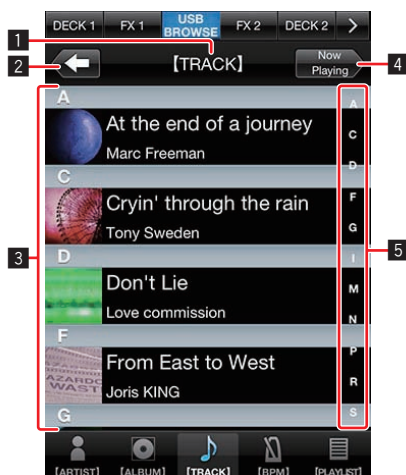 DECK 1 FX 1 USB BROWSE FX 2 DECK 2 >
1
2 【TRACK】 Now Playing 4
3
5
A
At the end of a journey
Marc Freeman
C
Cryin' through the rain
Tony Sweden
D
Don't Lie
Love commission
F
WAST
From East to West
Joris KING
G
A
C
D
F
G
I
M
N
P
R
S
[ARTIST] [ALBUM] [TRACK] [BPM] [PLAYLIST]